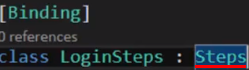 [Binding]
0 references
class LoginSteps : Steps